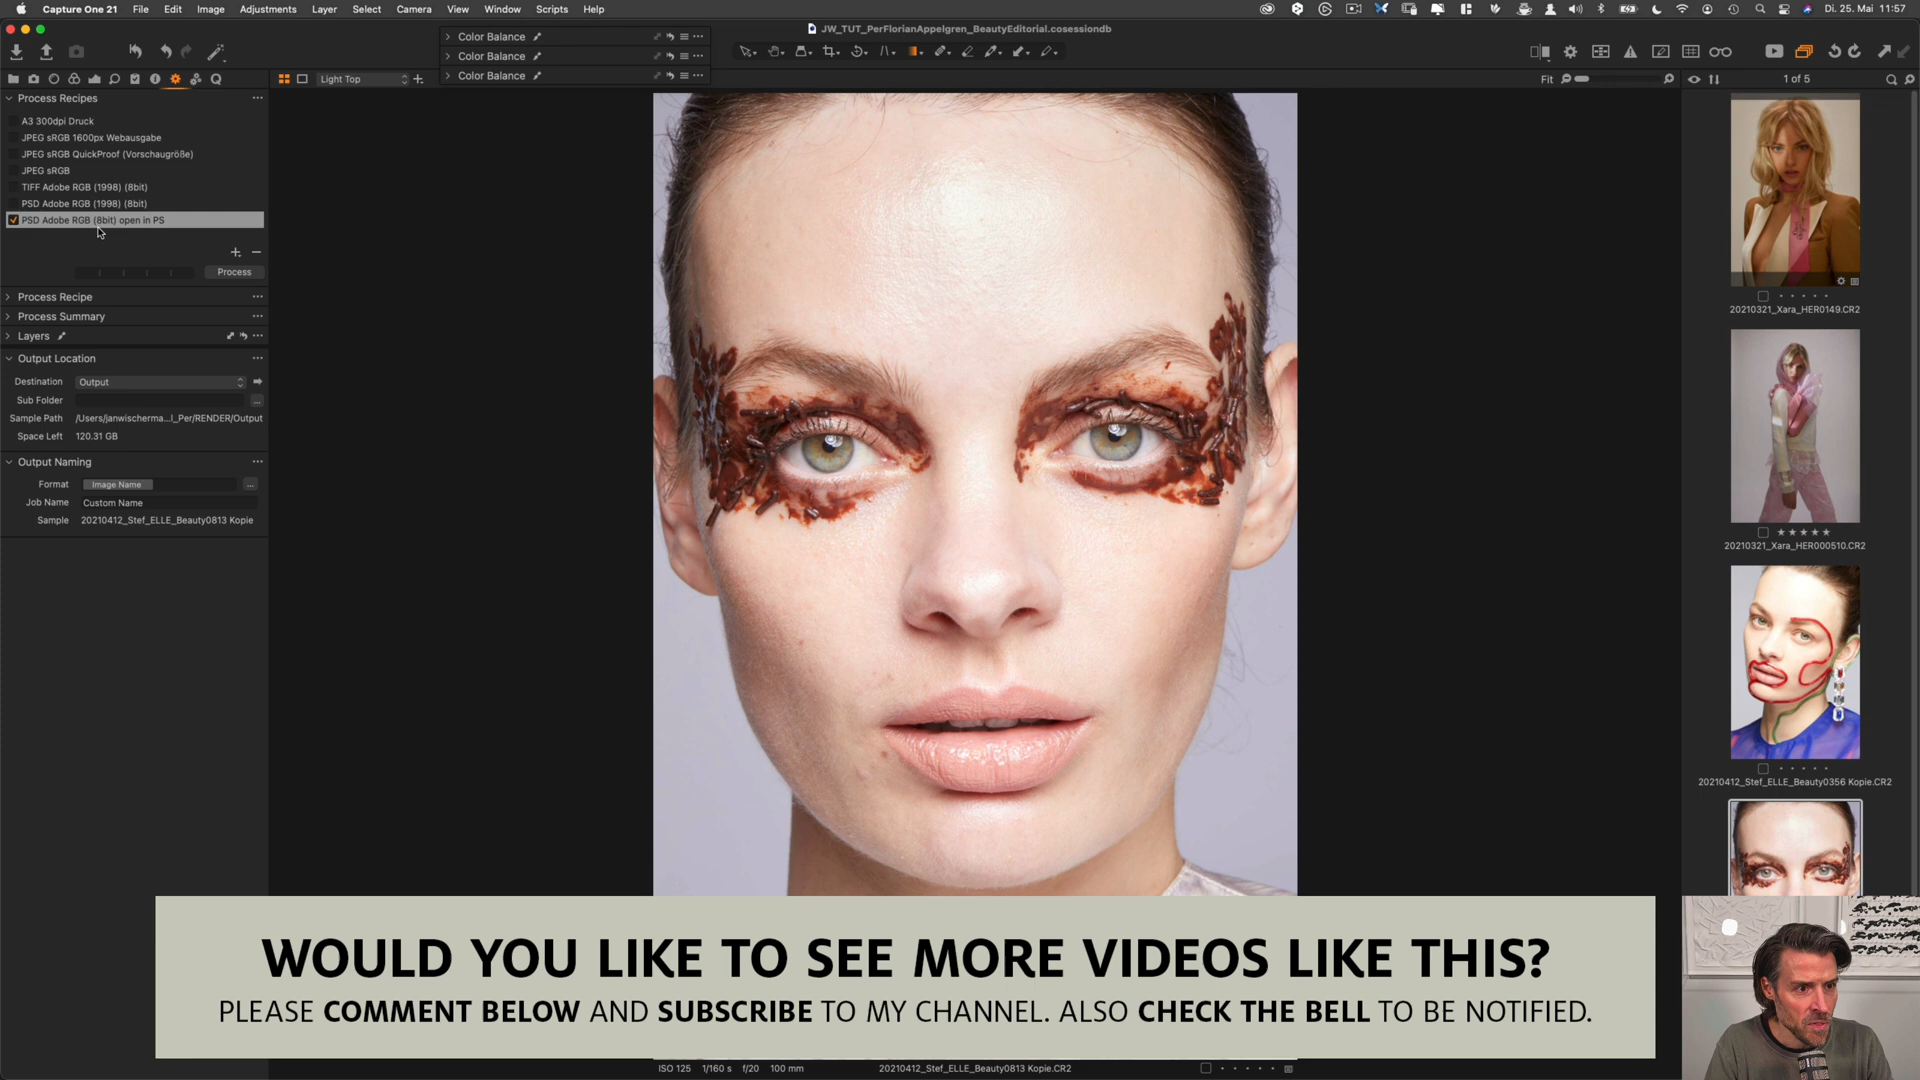 Capture One 21 File Edit View Image Adjustments Layer Select Camera View Window Scripts Help
Di. 25. Mai 11:57
JW_TUT_PerFlorianAppelgren_BeautyEditorial.cosessiondb
Color Balance
Color Balance
Color Balance
Light Top
Fit
1 of 5
Process Recipes
A3 300dpi Druck
JPEG sRGB 1600px Webausgabe
JPEG sRGB QuickProof (Vorschaugröße)
JPEG sRGB
TIFF Adobe RGB (1998) (8bit)
PSD Adobe RGB (1998) (8bit)
PSD Adobe RGB (8bit) open in PS
Process
Process Recipe
Process Summary
Layers
Output Location
Destination Output
Sub Folder
Sample Path /Users/janwischerma...l_Per/RENDER/Output
Space Left 120.31 GB
Output Naming
Format Image Name
Job Name Custom Name
Sample 20210412_Stef_ELLE_Beauty0813 Kopie
20210321_Xara_HER0149.CR2
20210321_Xara_HER000510.CR2
20210412_Stef_ELLE_Beauty0356 Kopie.CR2
WOULD YOU LIKE TO SEE MORE VIDEOS LIKE THIS?
PLEASE COMMENT BELOW AND SUBSCRIBE TO MY CHANNEL. ALSO CHECK THE BELL TO BE NOTIFIED.
ISO 125 1/160 s f/20 100 mm
20210412_Stef_ELLE_Beauty0813 Kopie.CR2